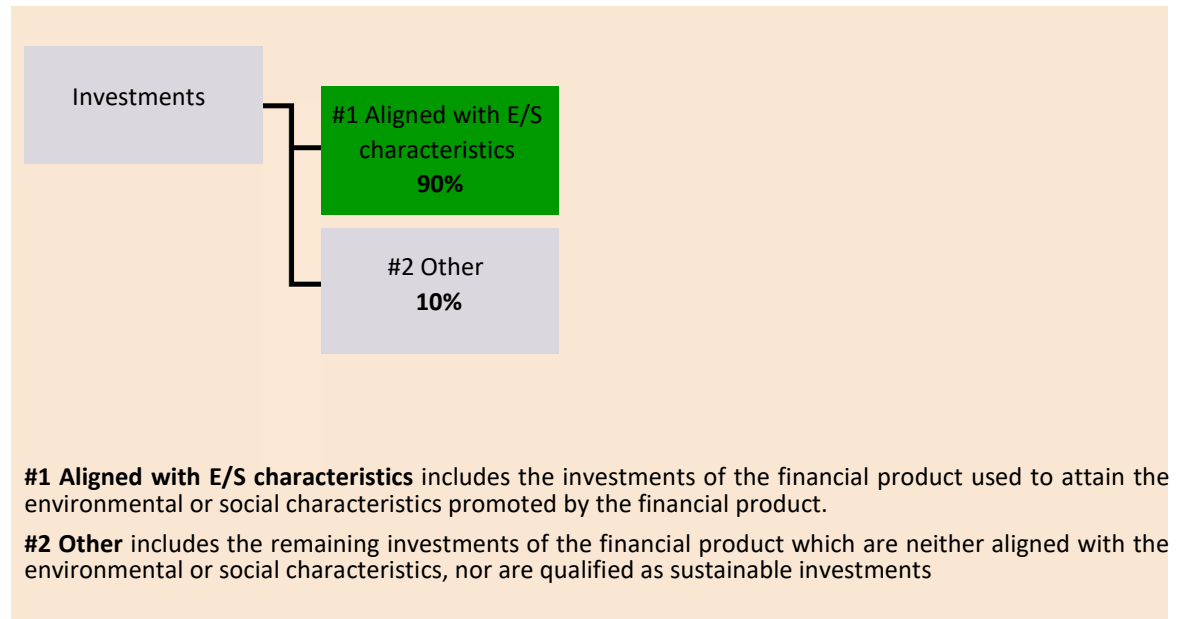 Investments
#1 Aligned with E/S
characteristics
90%
#2 Other
10%
#1 Aligned with E/S characteristics includes the investments of the financial product used to attain the
environmental or social characteristics promoted by the financial product.
#2 Other includes the remaining investments of the financial product which are neither aligned with the
environmental or social characteristics, nor are qualified as sustainable investments